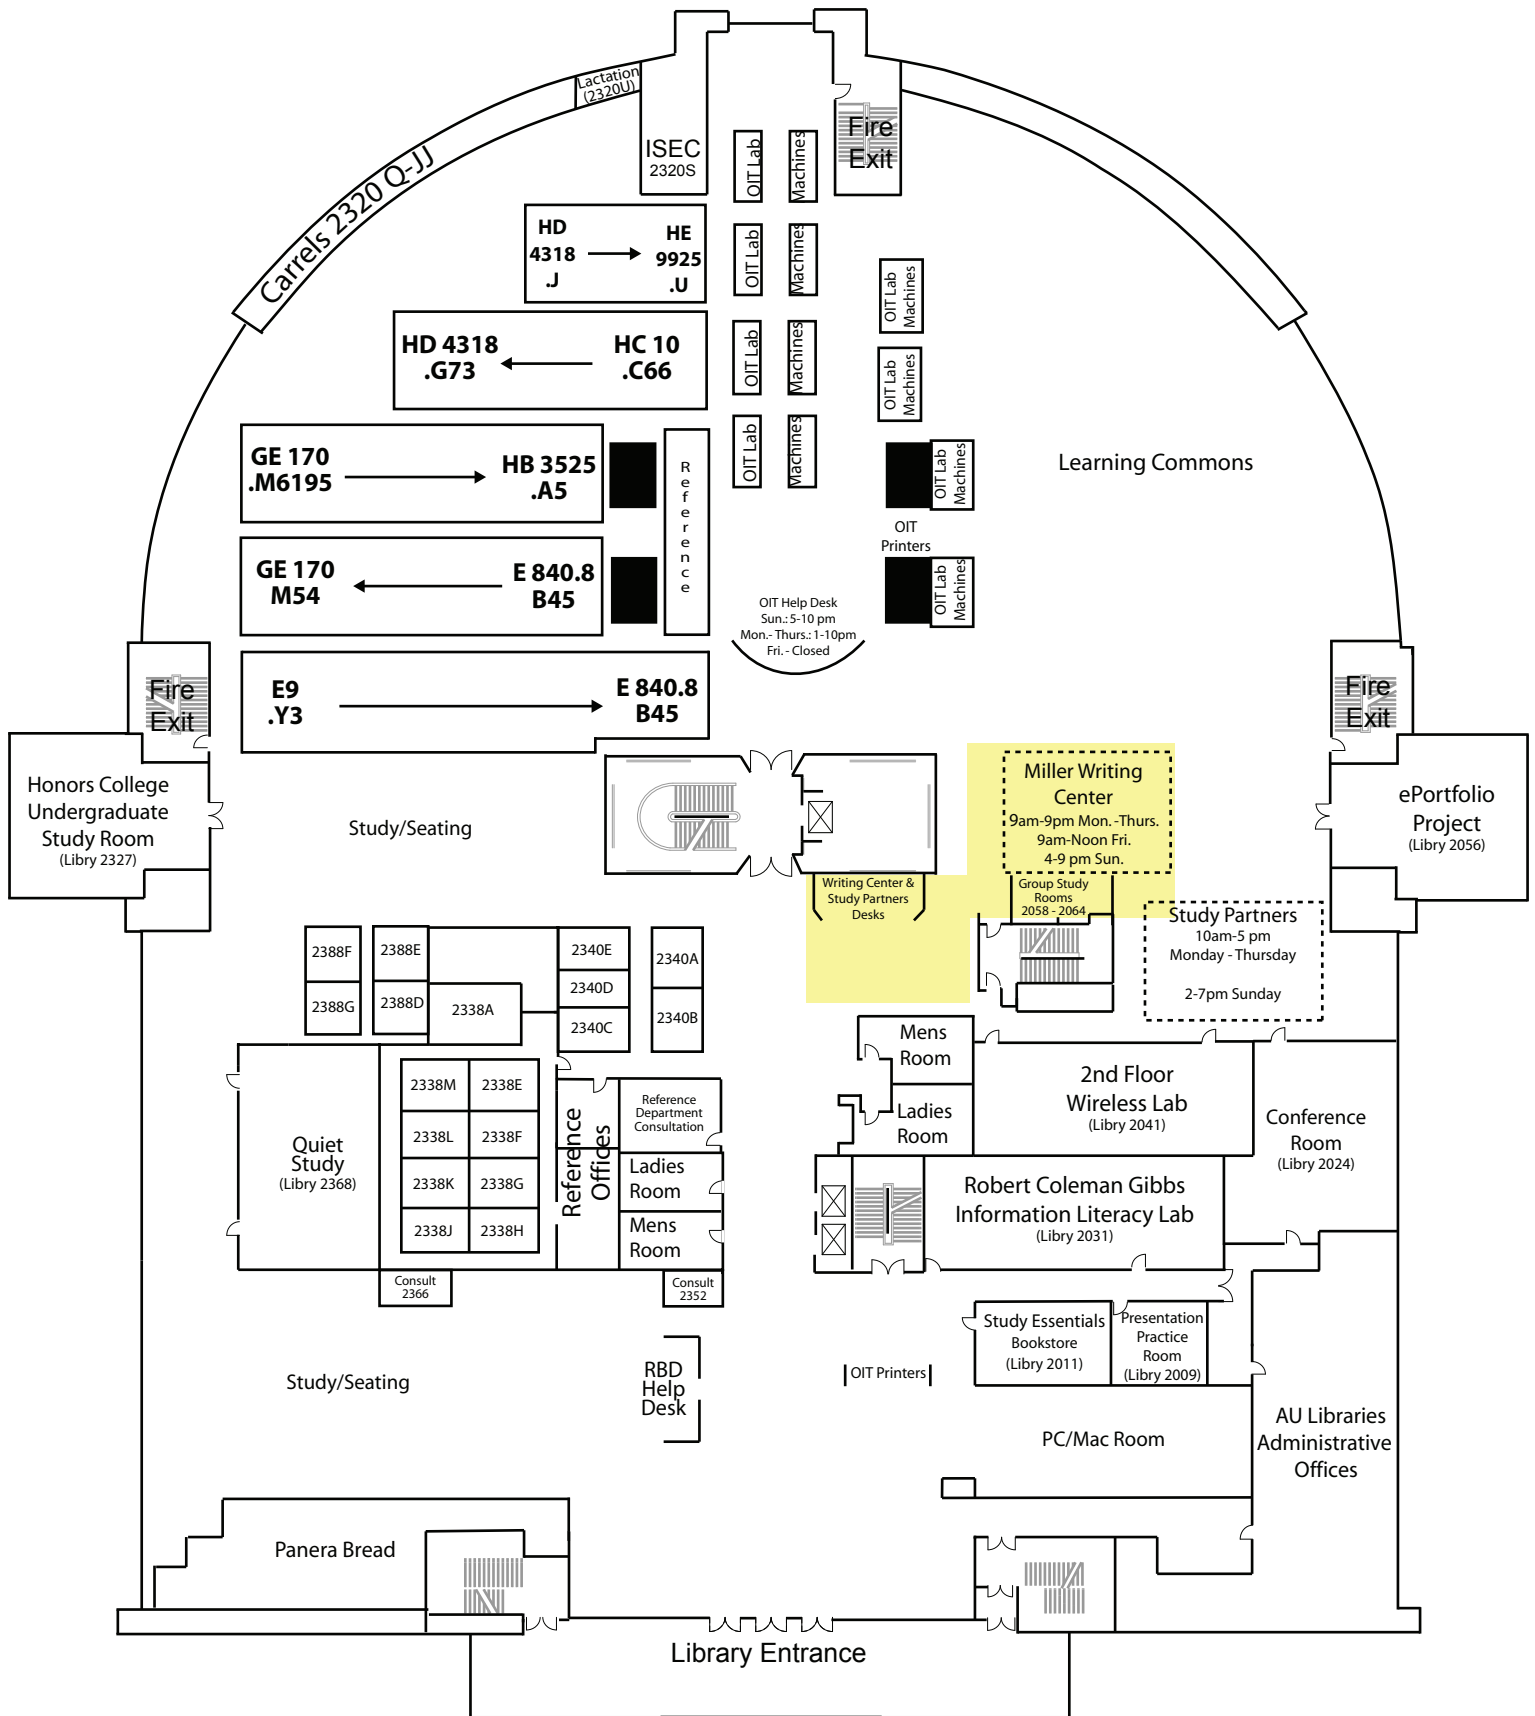 Lactation
(2320U)
Carrels 2320 Q-JJ
ISEC
2320S
Fire
Exit
OIT Lab
Machines
OIT Lab
Machines
OIT Lab
Machines
OIT Lab
Machines
OIT Lab
Machines
OIT Lab
Machines
OIT Lab
Machines
OIT Lab
Machines
OIT
Printers
HD
4318
.J
HE
9925
.U
HD 4318
.G73
HC 10
.C66
GE 170
.M6195
HB 3525
.A5
GE 170
M54
E 840.8
B45
E9
.Y3
E 840.8
B45
Reference
Learning Commons
OIT Help Desk
Sun.: 5-10 pm
Mon.- Thurs.: 1-10pm
Fri. - Closed
Fire
Exit
Fire
Exit
Honors College
Undergraduate
Study Room
(Libry 2327)
Study/Seating
Miller Writing
Center
9am-9pm Mon. -Thurs.
9am-Noon Fri.
4-9 pm Sun.
ePortfolio
Project
(Libry 2056)
Writing Center &
Study Partners
Desks
Group Study
Rooms
2058 - 2064
Study Partners
10am-5 pm
Monday - Thursday
2-7pm Sunday
2388F
2388G
2388E
2388D
2338A
2340E
2340D
2340C
2340A
2340B
Mens
Room
Ladies
Room
2nd Floor
Wireless Lab
(Libry 2041)
Conference
Room
(Libry 2024)
Quiet
Study
(Libry 2368)
2338M
2338E
2338L
2338F
2338K
2338G
2338J
2338H
Reference
Offices
Reference
Department
Consultation
Ladies
Room
Mens
Room
Robert Coleman Gibbs
Information Literacy Lab
(Libry 2031)
Consult
2366
Consult
2352
Study Essentials
Bookstore
(Libry 2011)
Presentation
Practice
Room
(Libry 2009)
Study/Seating
RBD
Help
Desk
OIT Printers
PC/Mac Room
AU Libraries
Administrative
Offices
Panera Bread
Library Entrance